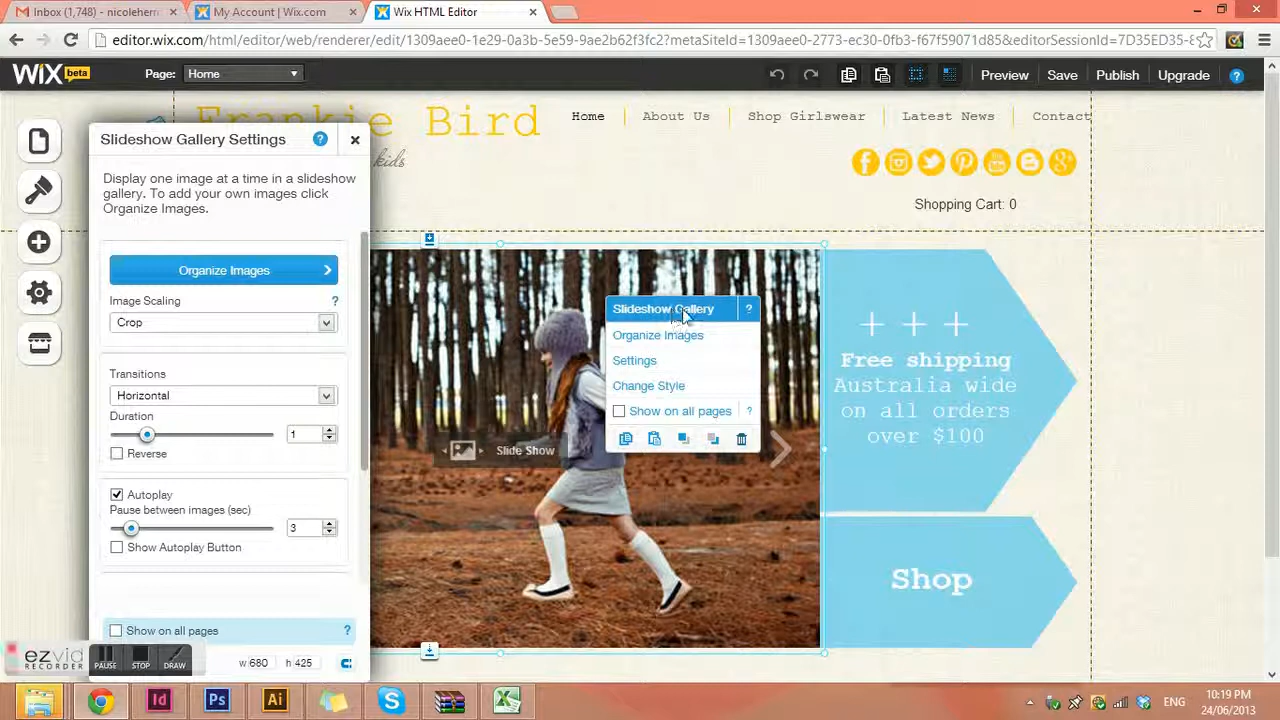 Inbox (1,748) - nicoleherr
My Account | Wix.com
Wix HTML Editor
editor.wix.com/html/editor/web/renderer/edit/1309aee0-1e29-0a3b-5e59-9ae2b62f3fc2?metaSiteId=1309aee0-2773-ec30-0fb3-f67f59071d85&editorSessionId=7D35ED35-8
WiX beta
Page: Home
Preview Save Publish Upgrade ?
Frankie Bird
kids
Home About Us Shop Girlswear Latest News Contact
Shopping Cart: 0
Slideshow Gallery Settings ?
Display one image at a time in a slideshow
gallery. To add your own images click
Organize Images.
Organize Images
Image Scaling ?
Crop
Transitions
Horizontal
Duration
1
Reverse
Autoplay
Pause between images (sec)
3
Show Autoplay Button
Show on all pages ?
w:680 h:425
Slideshow Gallery ?
Organize Images
Settings
Change Style
Show on all pages ?
Slide Show
+ + +
Free shipping
Australia wide
on all orders
over $100
Shop
ezvid
RECORDER
PAUSE STOP DRAW
Id Ps Ai
ENG
10:19 PM
24/06/2013